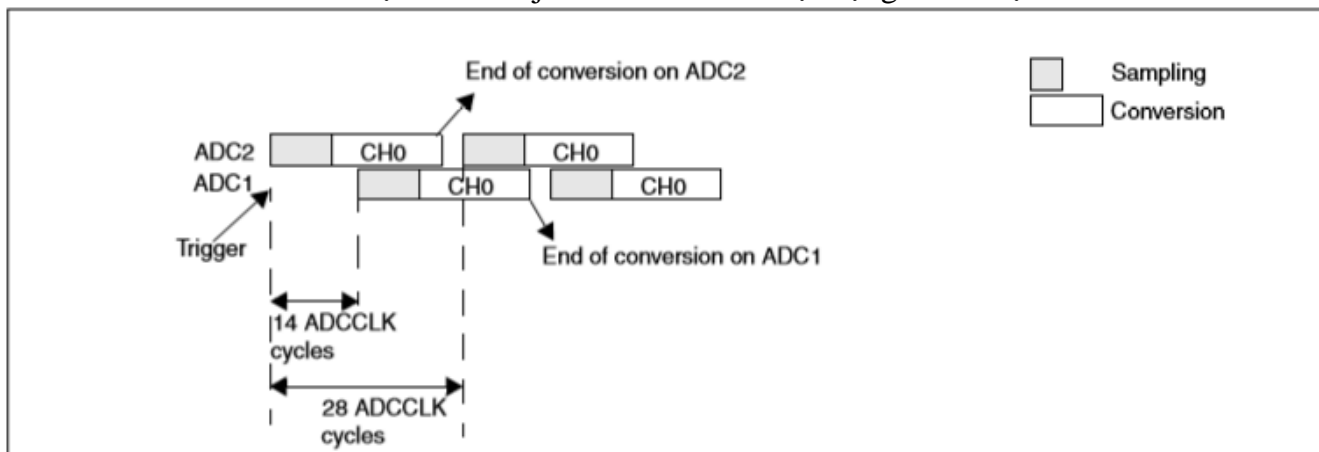 End of conversion on ADC2
Sampling
Conversion
ADC2
CH0
CH0
ADC1
CH0
CH0
Trigger
End of conversion on ADC1
14 ADCCLK
cycles
28 ADCCLK
cycles